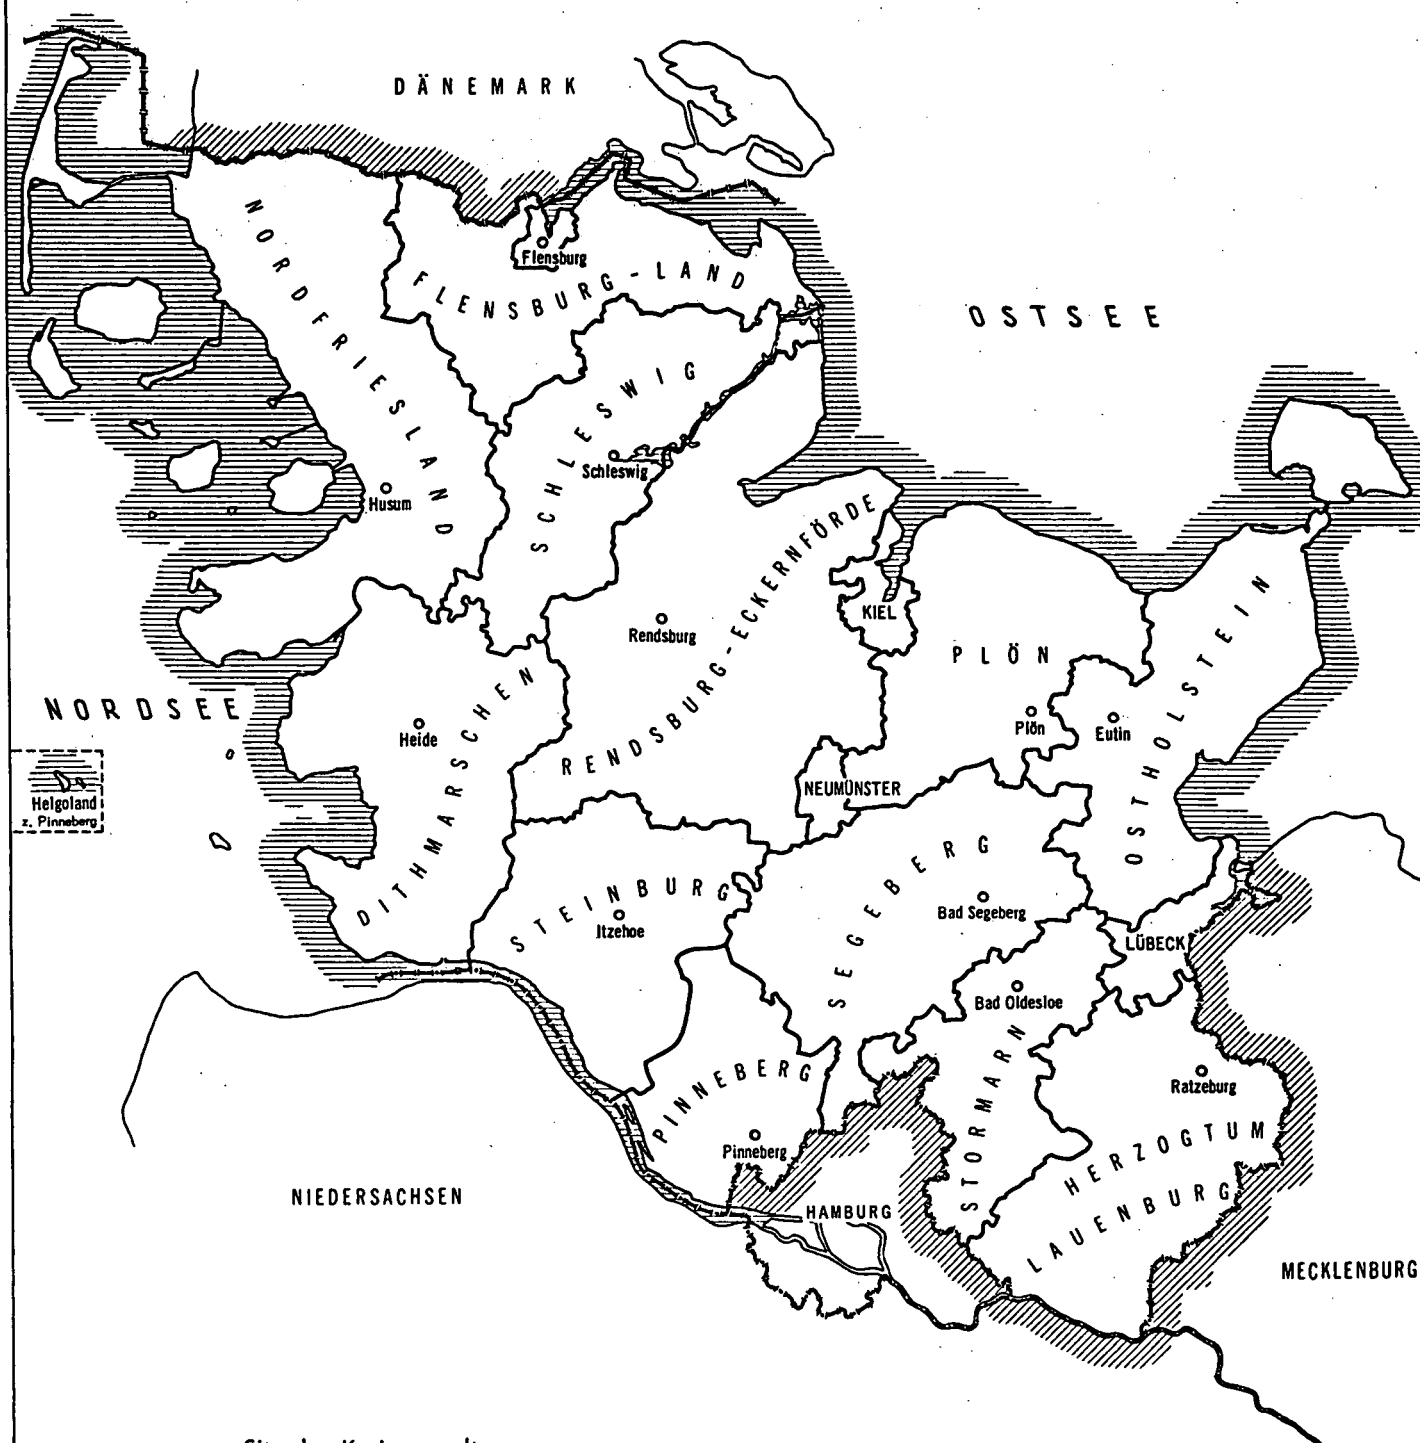 DÄNEMARK
NORDFRIESLAND
Flensburg
FLENSBURG-LAND
OSTSEE
SCHLESWIG
Schleswig
Husum
RENDSBURG-ECKERNFÖRDE
KIEL
Rendsburg
PLÖN
OSTHOLSTEIN
NORDSEE
Heide
Plön
Eutin
DITHMARSCHEN
NEUMÜNSTER
Helgoland
z. Pinneberg
STEINBURG
Itzehoe
SEGEBERG
Bad Segeberg
LÜBECK
Bad Oldesloe
STORMARN
PINNEBERG
Pinneberg
Ratzeburg
HERZOGTUM
LAUENBURG
NIEDERSACHSEN
HAMBURG
MECKLENBURG